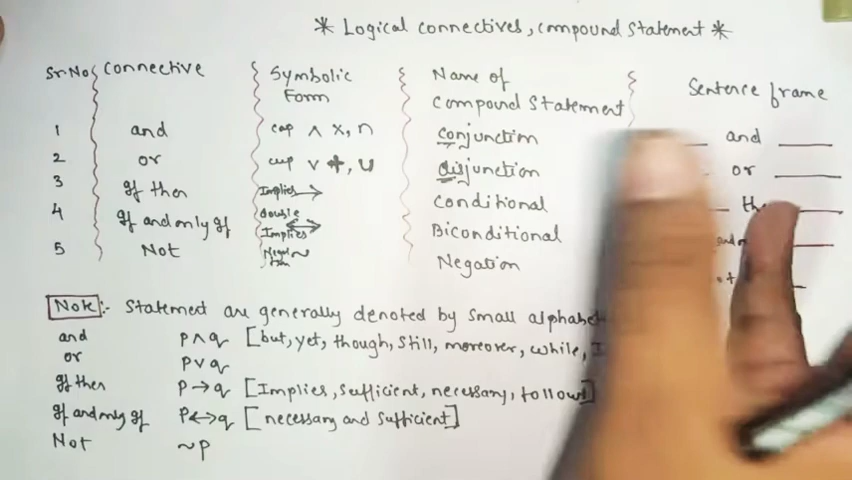 * Logical connectives, compound statement *
Sr.No connective Symbolic Form Name of compound statement Sentence frame
1 and cap ∧ x, n conjunction and
2 or cup ∨ +, U disjunction or
3 If then Implies → conditional
4 If and only if double Implies ↔ Biconditional
5 Not Negation ~ Negation
Note :- Statement are generally denoted by small
and p∧q [but, yet, though, still, moreover, while,
or p∨q
If then p→q [Implies, sufficient, necessary, follows]
If and only if p↔q [necessary and sufficient]
Not ~p